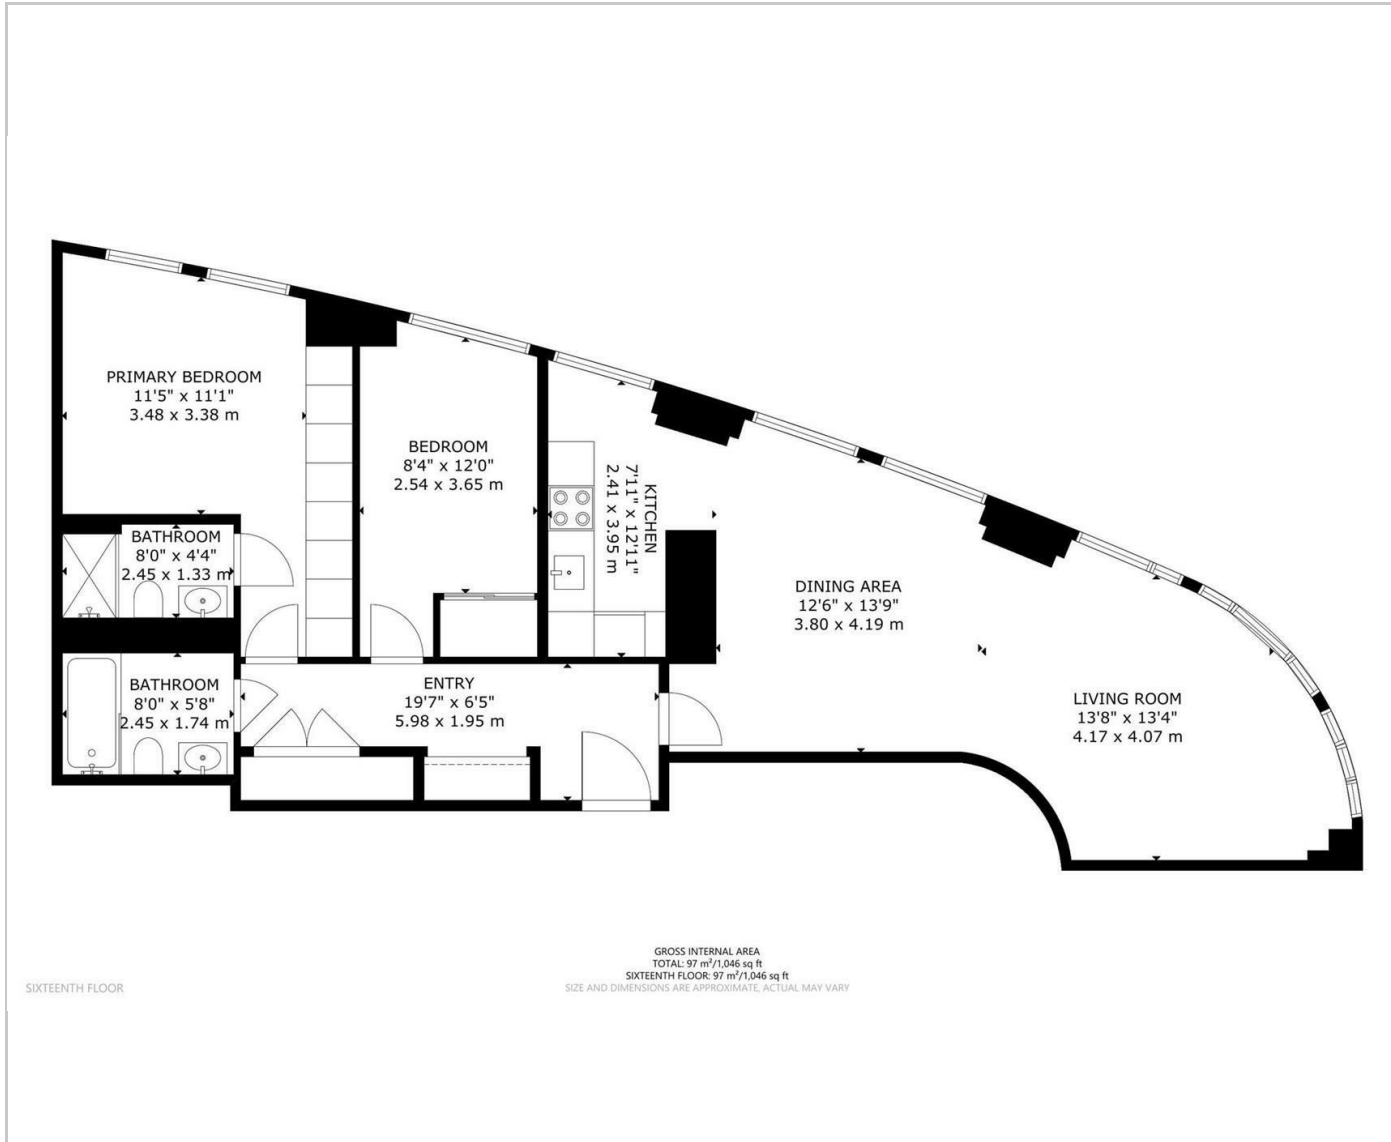 PRIMARY BEDROOM
11'5" x 11'1"
3.48 x 3.38 m
BEDROOM
8'4" x 12'0"
2.54 x 3.65 m
KITCHEN
7'11" x 12'11"
2.41 x 3.95 m
BATHROOM
8'0" x 4'4"
2.45 x 1.33 m
DINING AREA
12'6" x 13'9"
3.80 x 4.19 m
BATHROOM
8'0" x 5'8"
2.45 x 1.74 m
ENTRY
19'7" x 6'5"
5.98 x 1.95 m
LIVING ROOM
13'8" x 13'4"
4.17 x 4.07 m
GROSS INTERNAL AREA
TOTAL: 97 m²/1,046 sq ft
SIXTEENTH FLOOR: 97 m²/1,046 sq ft
SIZE AND DIMENSIONS ARE APPROXIMATE, ACTUAL MAY VARY
SIXTEENTH FLOOR